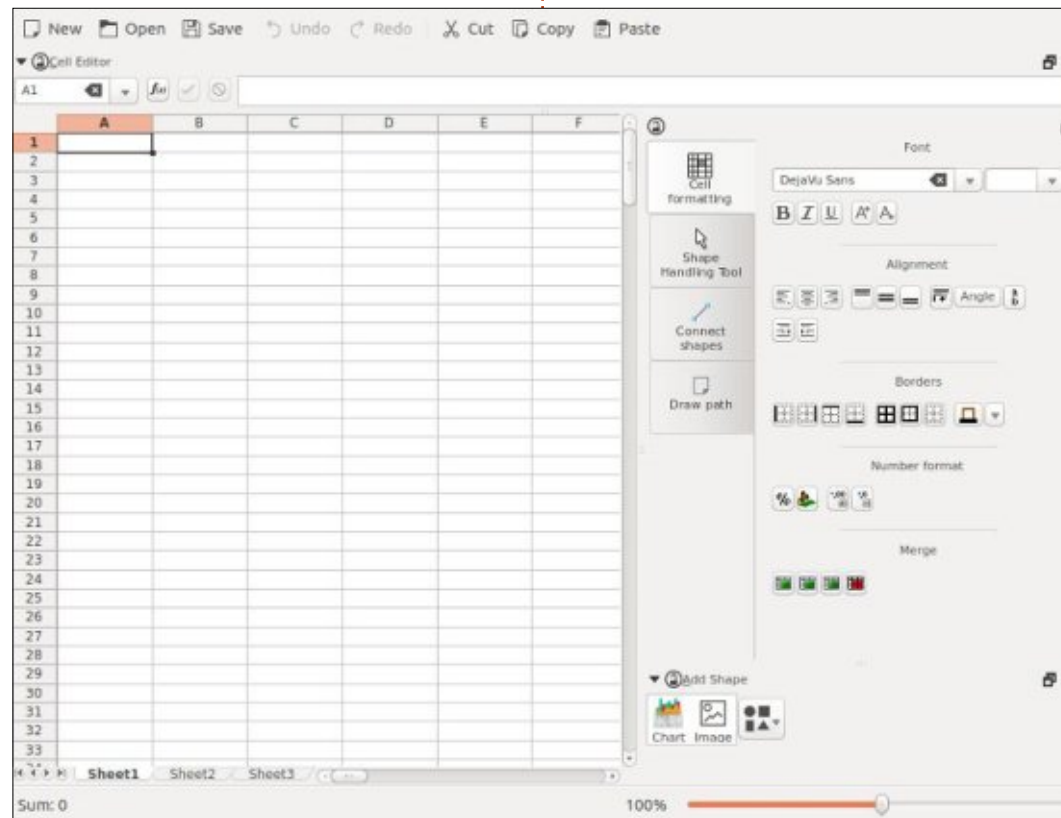 New Open Save Undo Redo Cut Copy Paste
Cell Editor
A1
A B C D E F
1
2
3
4
5
6
7
8
9
10
11
12
13
14
15
16
17
18
19
20
21
22
23
24
25
26
27
28
29
30
31
32
33
Cell
formatting
Shape
Handling Tool
Connect
shapes
Draw path
Font
DejaVu Sans
B I U A A
Alignment
Angle
Borders
Number format
%
Merge
Add Shape
Chart Image
Sheet1 Sheet2 Sheet3
Sum: 0
100%